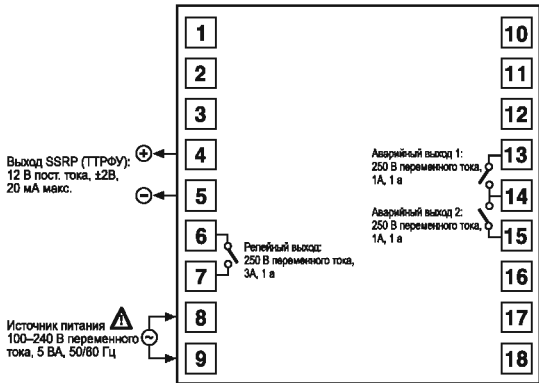 1
2
3
4
5
6
7
8
9
10
11
12
13
14
15
16
17
18
Выход SSRP (ТТРФУ):
12 В пост. тока, ±2В,
20 мА макс.
+
−
Релейный выход:
250 В переменного тока,
3А, 1 а
Источник питания
100–240 В переменного
тока, 5 ВА, 50/60 Гц
~
Аварийный выход 1:
250 В переменного тока,
1А, 1 а
Аварийный выход 2:
250 В переменного тока,
1А, 1 а